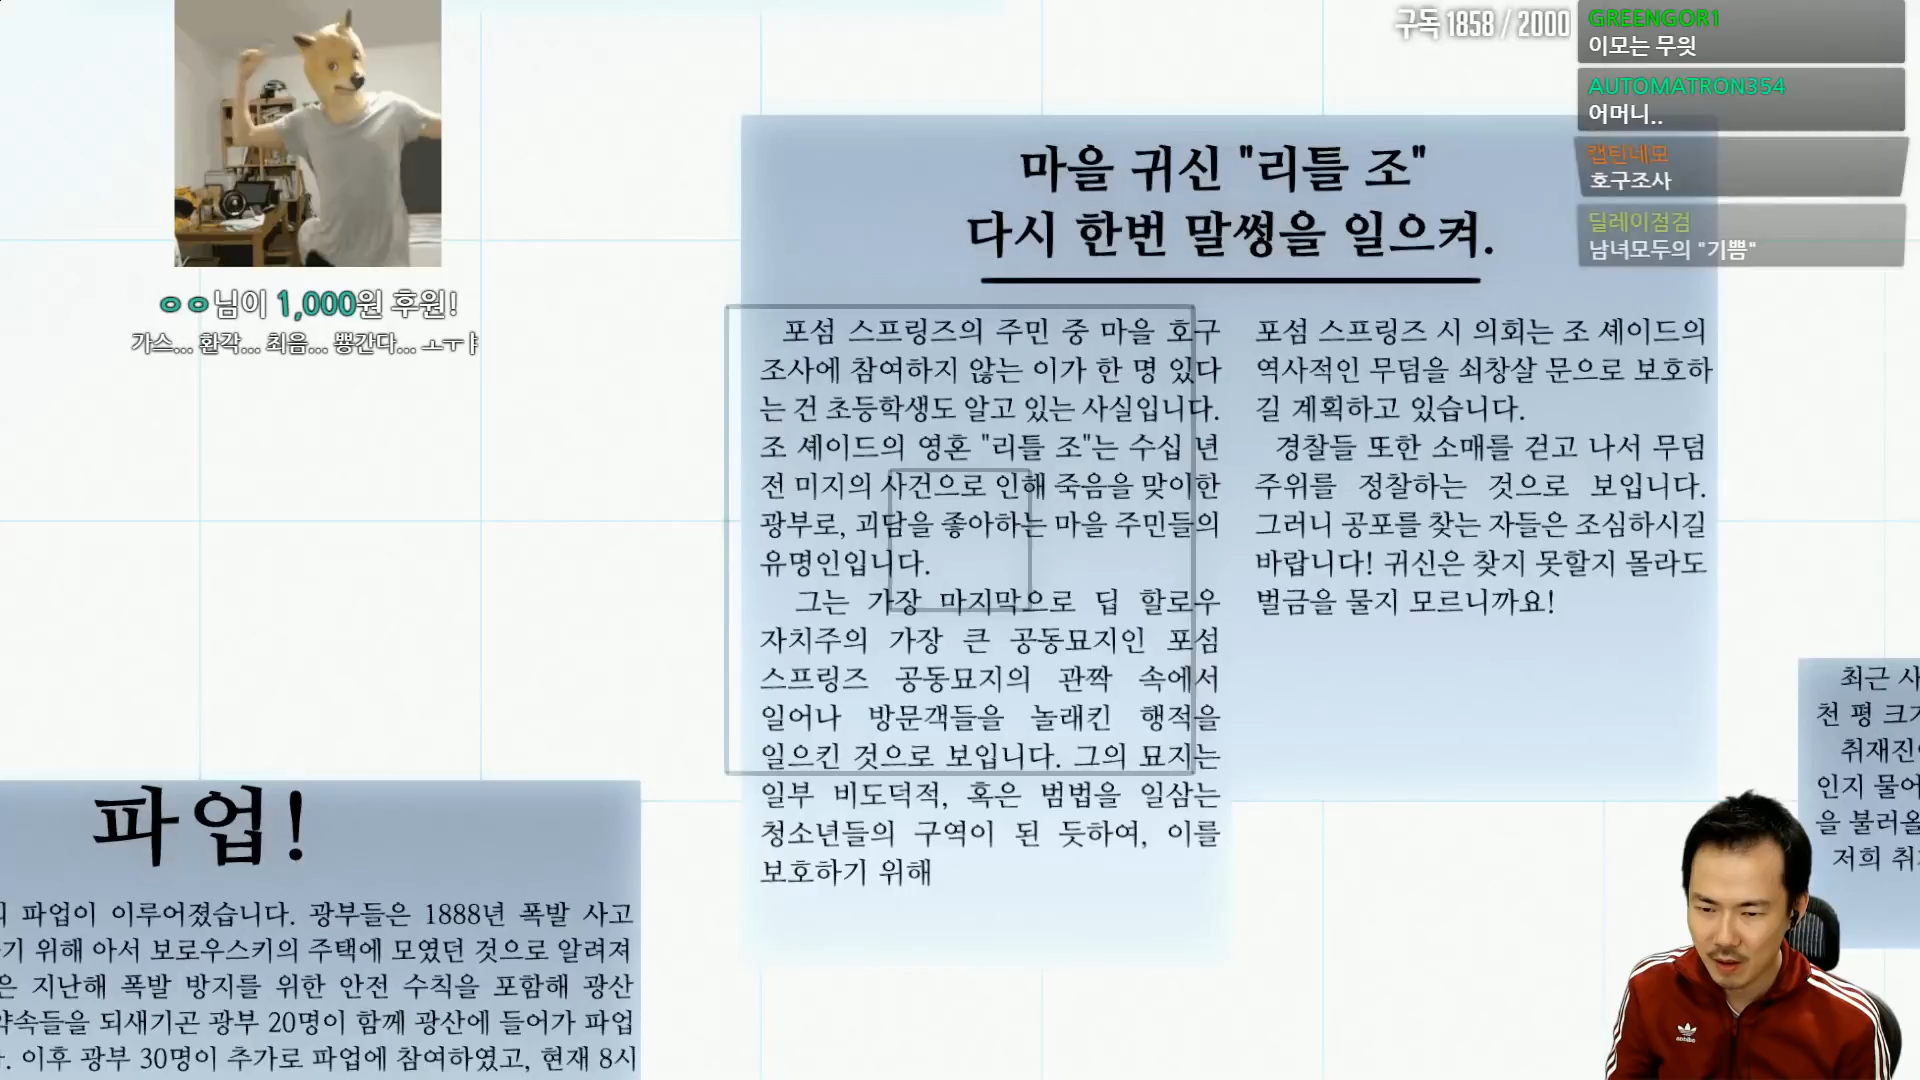 구독 1858 / 2000
GREENGOR1
이모는 무윗
AUTOMATRON354
어머니..
캡틴네모
호구조사
딜레이점검
남녀모두의 "기쁨"
ㅇㅇ님이 1,000원 후원!
가스... 환각... 최음... 뿅간다... ㅗㅜㅑ
마을 귀신 "리틀 조"
다시 한번 말썽을 일으켜.
포섬 스프링즈의 주민 중 마을 호구
조사에 참여하지 않는 이가 한 명 있다
는 건 초등학생도 알고 있는 사실입니다.
조 셰이드의 영혼 "리틀 조"는 수십 년
전 미지의 사건으로 인해 죽음을 맞이한
광부로, 괴담을 좋아하는 마을 주민들의
유명인입니다.
그는 가장 마지막으로 딥 할로우
자치주의 가장 큰 공동묘지인 포섬
스프링즈 공동묘지의 관짝 속에서
일어나 방문객들을 놀래킨 행적을
일으킨 것으로 보입니다. 그의 묘지는
일부 비도덕적, 혹은 범법을 일삼는
청소년들의 구역이 된 듯하여, 이를
보호하기 위해
포섬 스프링즈 시 의회는 조 셰이드의
역사적인 무덤을 쇠창살 문으로 보호하
길 계획하고 있습니다.
경찰들 또한 소매를 걷고 나서 무덤
주위를 정찰하는 것으로 보입니다.
그러니 공포를 찾는 자들은 조심하시길
바랍니다! 귀신은 찾지 못할지 몰라도
벌금을 물지 모르니까요!
파업!
파업이 이루어졌습니다. 광부들은 1888년 폭발 사고
기 위해 아서 보로우스키의 주택에 모였던 것으로 알려져
은 지난해 폭발 방지를 위한 안전 수칙을 포함해 광산
약속들을 되새기곤 광부 20명이 함께 광산에 들어가 파업
. 이후 광부 30명이 추가로 파업에 참여하였고, 현재 8시
최근 사
천 평 크기
취재진
인지 물어
을 불러올
저희 취